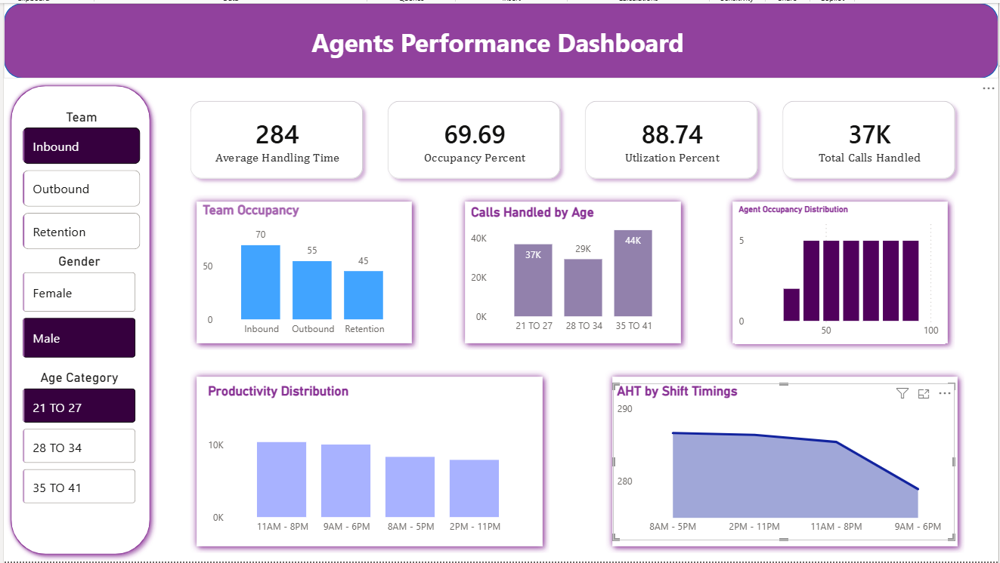 Agents Performance Dashboard
Team
Inbound
Outbound
Retention
Gender
Female
Male
Age Category
21 TO 27
28 TO 34
35 TO 41
284
Average Handling Time
69.69
Occupancy Percent
88.74
Utlization Percent
37K
Total Calls Handled
Team Occupancy
70
55
45
50
0
Inbound Outbound Retention
Calls Handled by Age
40K
20K
0K
37K
29K
44K
21 TO 27 28 TO 34 35 TO 41
Agent Occupancy Distribution
5
0
50 100
Productivity Distribution
10K
0K
11AM - 8PM 9AM - 6PM 8AM - 5PM 2PM - 11PM
AHT by Shift Timings
290
280
8AM - 5PM 2PM - 11PM 11AM - 8PM 9AM - 6PM